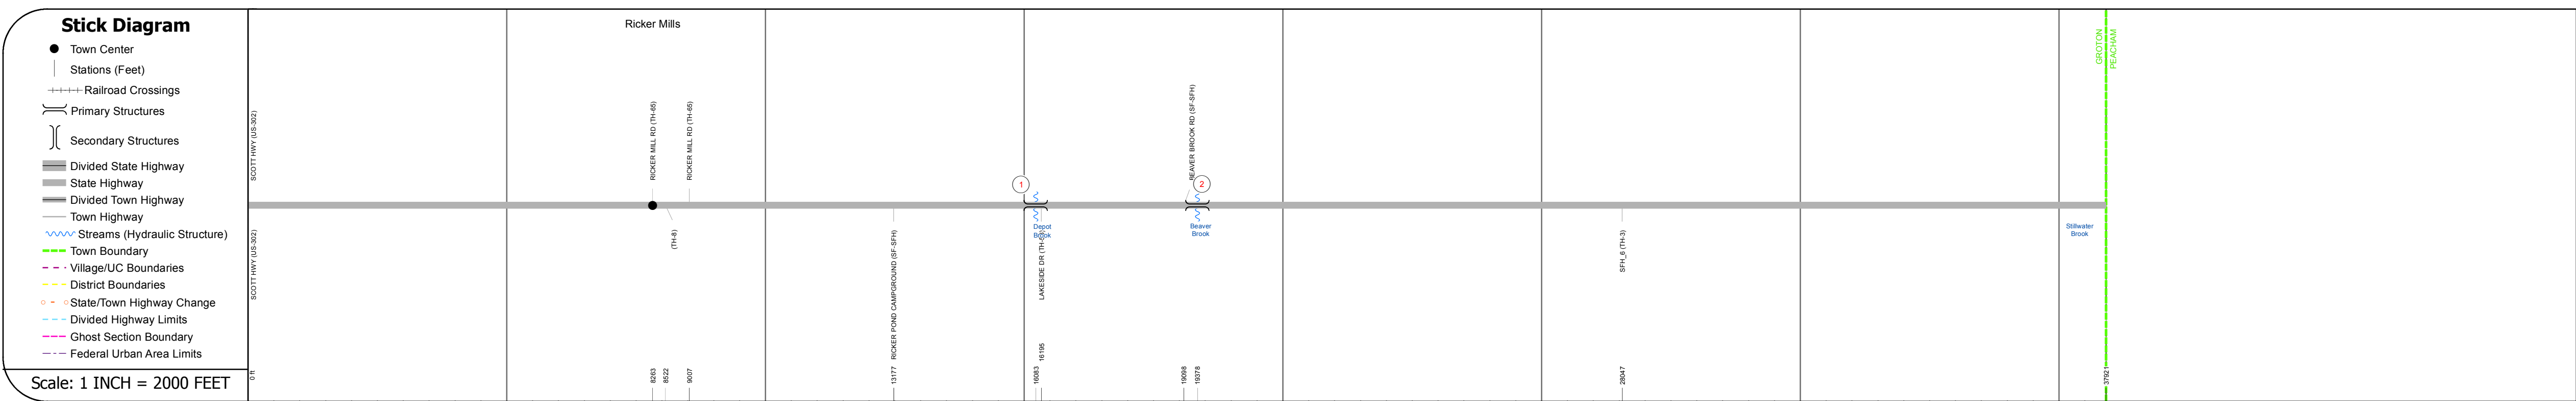 Stick Diagram
Town Center
Stations (Feet)
Railroad Crossings
Primary Structures
Secondary Structures
Divided State Highway
State Highway
Divided Town Highway
Town Highway
Streams (Hydraulic Structure)
Town Boundary
Village/UC Boundaries
District Boundaries
State/Town Highway Change
Divided Highway Limits
Ghost Section Boundary
Federal Urban Area Limits
Scale: 1 INCH = 2000 FEET
SCOTT HWY (US-302)
SCOTT HWY (US-302)
0 ft
Ricker Mills
RICKER MILL RD (TH-65)
RICKER MILL RD (TH-65)
(TH-8)
8263
8522
9007
RICKER POND CAMPGROUND (SF-SFH)
13177
1
Depot
Brook
LAKESIDE DR
16083
16195
BEAVER BROOK RD (SF-SFH)
2
Beaver
Brook
19098
19378
SFH_6 (TH-3)
28047
Stillwater
Brook
GROTON
PEACHAM
37921